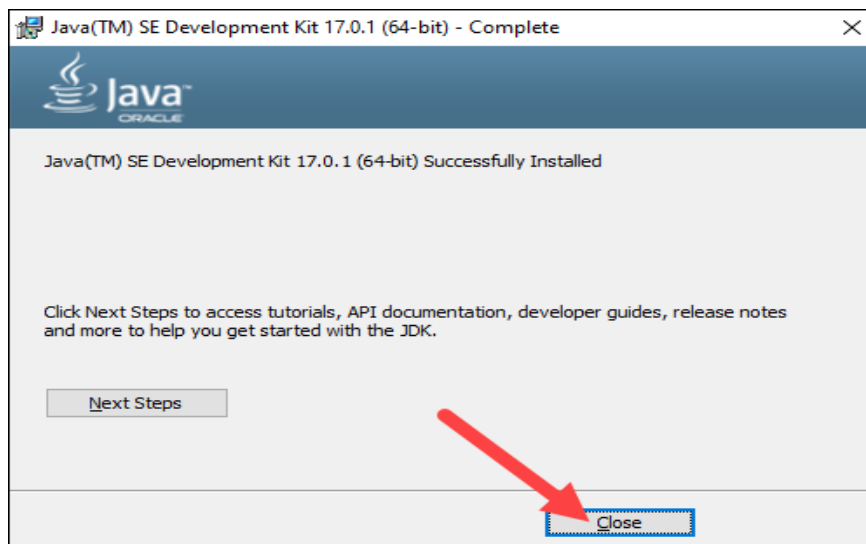 Java(TM) SE Development Kit 17.0.1 (64-bit) - Complete
Java™
ORACLE
Java(TM) SE Development Kit 17.0.1 (64-bit) Successfully Installed
Click Next Steps to access tutorials, API documentation, developer guides, release notes
and more to help you get started with the JDK.
Next Steps
Close